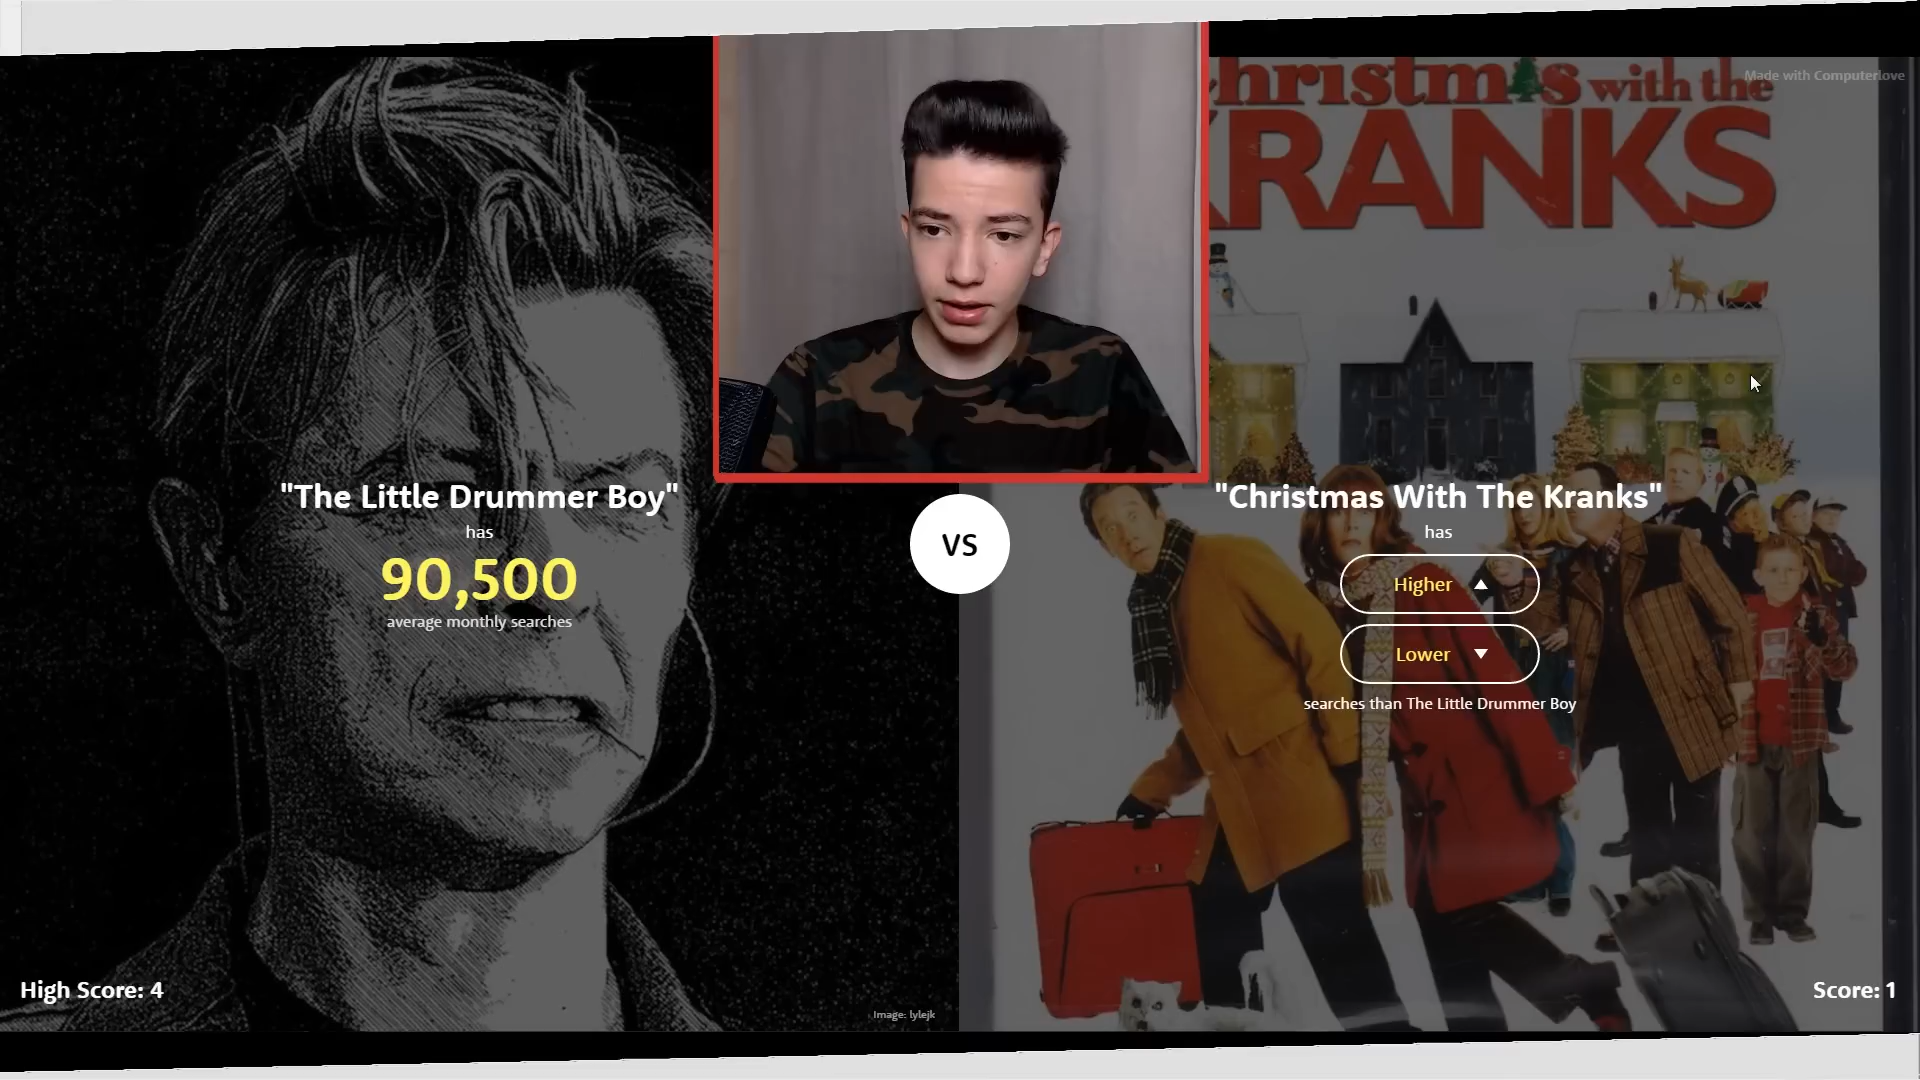 christmas with the
KRANKS
Made with Computerlove
"The Little Drummer Boy"
has
90,500
average monthly searches
VS
"Christmas With The Kranks"
has
Higher
Lower
searches than The Little Drummer Boy
High Score: 4
Image: lylejk
Score: 1